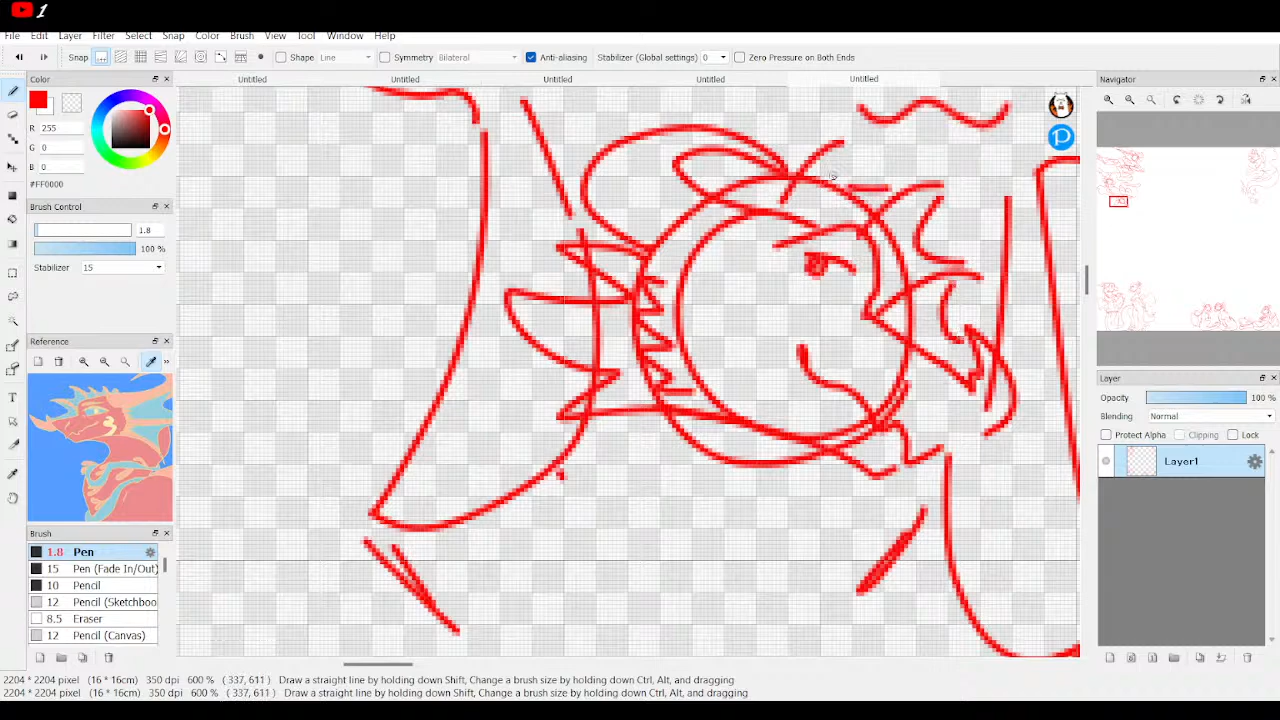 1
File Edit Layer Filter Select Snap Color Brush View Tool Window Help
Snap Shape Line Symmetry Bilateral Anti-aliasing Stabilizer (Global settings) 0 Zero Pressure on Both Ends
Color Untitled Untitled Untitled Untitled Untitled Navigator
R 255
G 0
B 0
#FF0000
Brush Control
1.8
100 %
Stabilizer 15
Reference
Layer
Opacity 100 %
Blending Normal
Protect Alpha Clipping Lock
Layer1
Brush
1.8 Pen
15 Pen (Fade In/Out)
10 Pencil
12 Pencil (Sketchboo
8.5 Eraser
12 Pencil (Canvas)
2204 * 2204 pixel (16 * 16cm) 350 dpi 600 % ( 337, 611 ) Draw a straight line by holding down Shift, Change a brush size by holding down Ctrl, Alt, and dragging
2204 * 2204 pixel (16 * 16cm) 350 dpi 600 % ( 337, 611 ) Draw a straight line by holding down Shift, Change a brush size by holding down Ctrl, Alt, and dragging